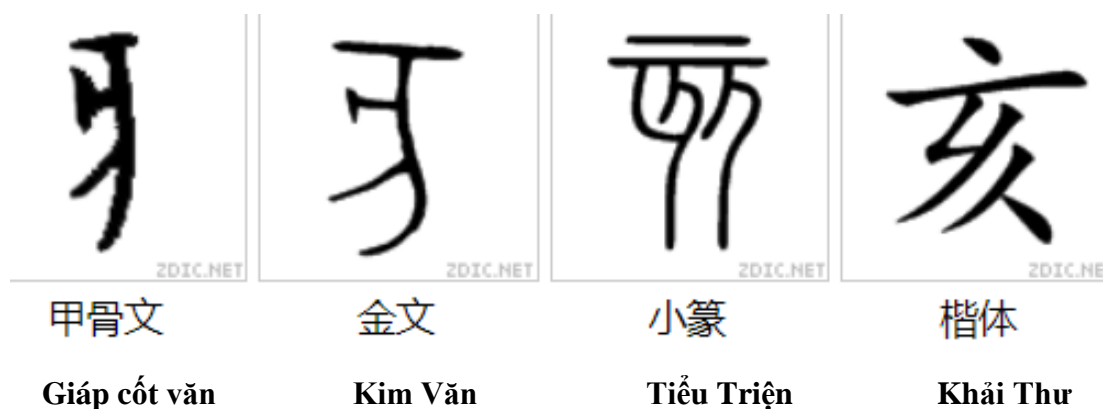 亥
ZDIC.NET ZDIC.NET ZDIC.NET ZDIC.NE
甲骨文 金文 小篆 楷体
Giáp cốt văn Kim Văn Tiểu Triện Khải Thư